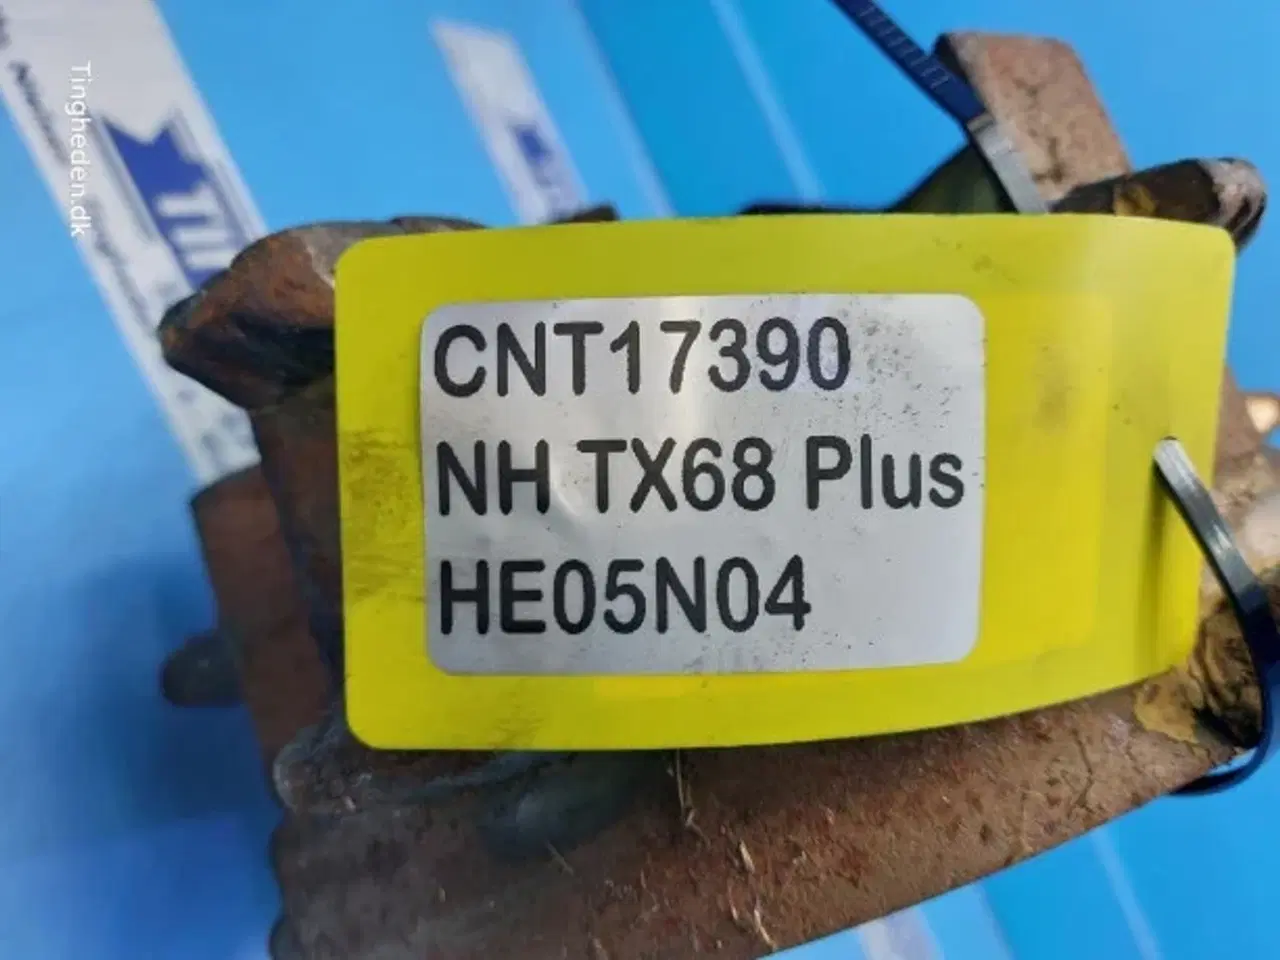 Tingheden.dk
CNT17390
NH TX68 Plus
HE05N04